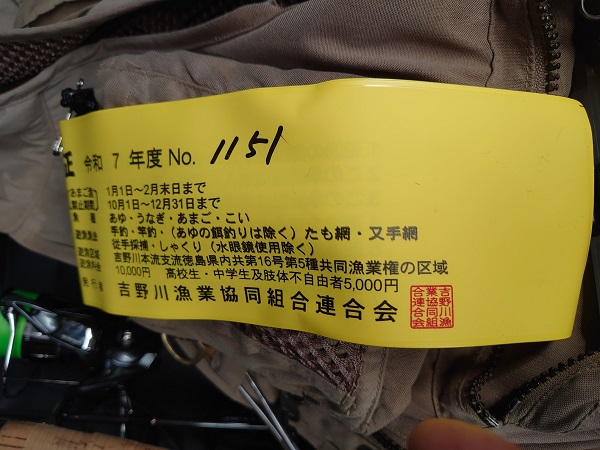 証 令和 7 年度 No. 1151
1月1日~2月末日まで
10月1日~12月31日まで
魚 種 あゆ・うなぎ・あまご・こい
手釣・竿釣・(あゆの餌釣りは除く)たも網・又手網
徒手採捕・しゃくり(水眼鏡使用除く)
吉野川本流支流徳島県内共第16号第5種共同漁業権の区域
10,000円 高校生・中学生及肢体不自由者5,000円
発行者 吉野川漁業協同組合連合会
吉野川漁業協同組合連合会